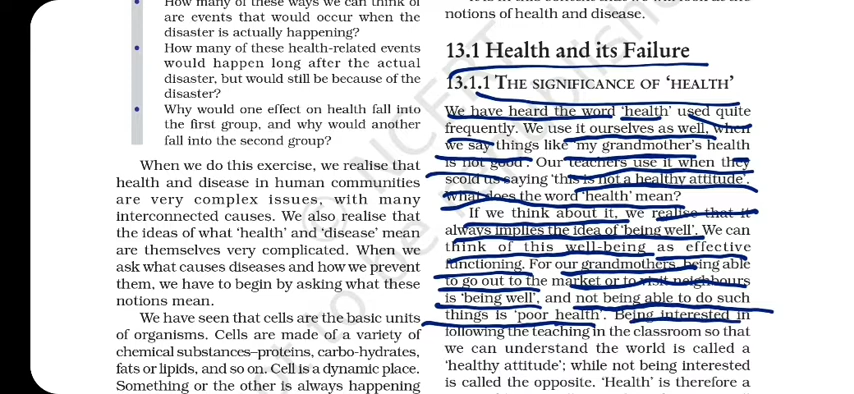 How many of these ways we can think of
are events that would occur when the
disaster is actually happening?
• How many of these health-related events
would happen long after the actual
disaster, but would still be because of the
disaster?
• Why would one effect on health fall into
the first group, and why would another
fall into the second group?
When we do this exercise, we realise that
health and disease in human communities
are very complex issues, with many
interconnected causes. We also realise that
the ideas of what ‘health’ and ‘disease’ mean
are themselves very complicated. When we
ask what causes diseases and how we prevent
them, we have to begin by asking what these
notions mean.
We have seen that cells are the basic units
of organisms. Cells are made of a variety of
chemical substances–proteins, carbo-hydrates,
fats or lipids, and so on. Cell is a dynamic place.
Something or the other is always happening
notions of health and disease.
13.1 Health and its Failure
13.1.1 THE SIGNIFICANCE OF ‘HEALTH’
We have heard the word ‘health’ used quite
frequently. We use it ourselves as well, when
we say things like ‘my grandmother’s health
is not good’. Our teachers use it when they
scold us saying ‘this is not a healthy attitude’.
What does the word ‘health’ mean?
If we think about it, we realise that it
always implies the idea of ‘being well’. We can
think of this well-being as effective
functioning. For our grandmothers, being able
to go out to the market or to visit neighbours
is ‘being well’, and not being able to do such
things is ‘poor health’. Being interested in
following the teaching in the classroom so that
we can understand the world is called a
‘healthy attitude’; while not being interested
is called the opposite. ‘Health’ is therefore a
© NCERT